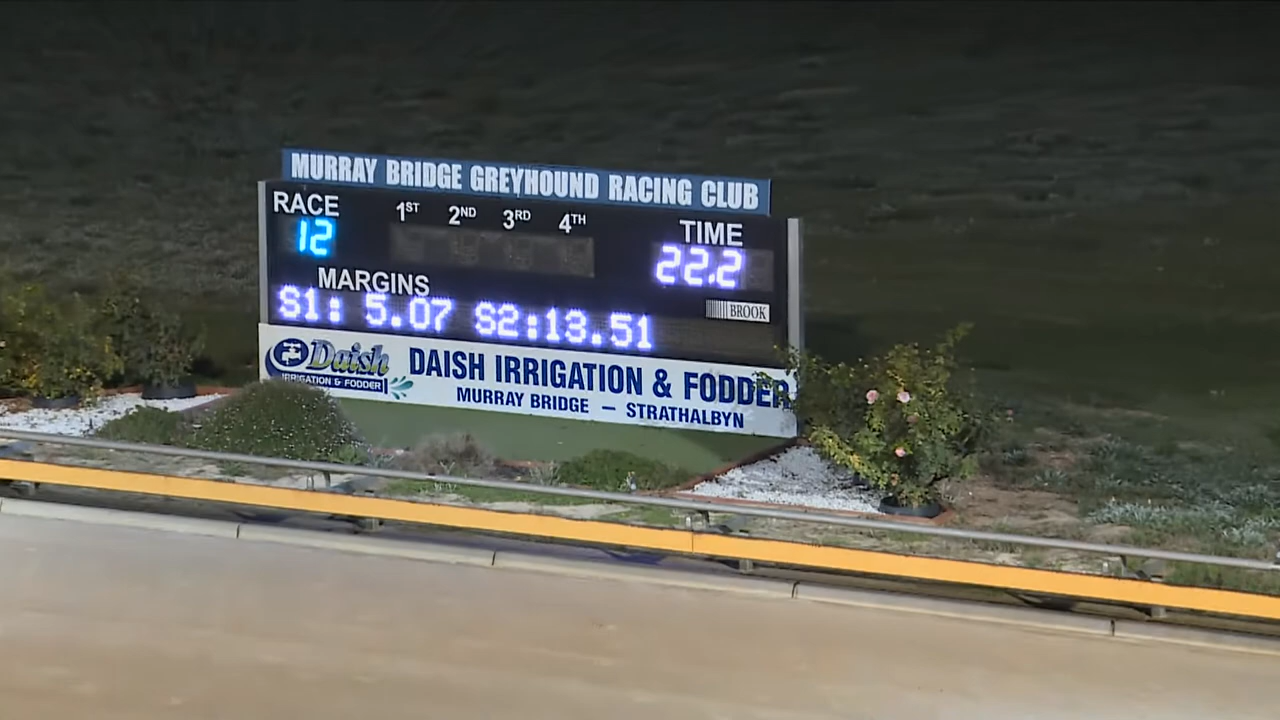 MURRAY BRIDGE GREYHOUND RACING CLUB
RACE 1ST 2ND 3RD 4TH TIME
12 22.2
MARGINS
S1: 5.07 S2:13.51
BROOK
Daish
IRRIGATION & FODDER
DAISH IRRIGATION & FODDER
MURRAY BRIDGE — STRATHALBYN